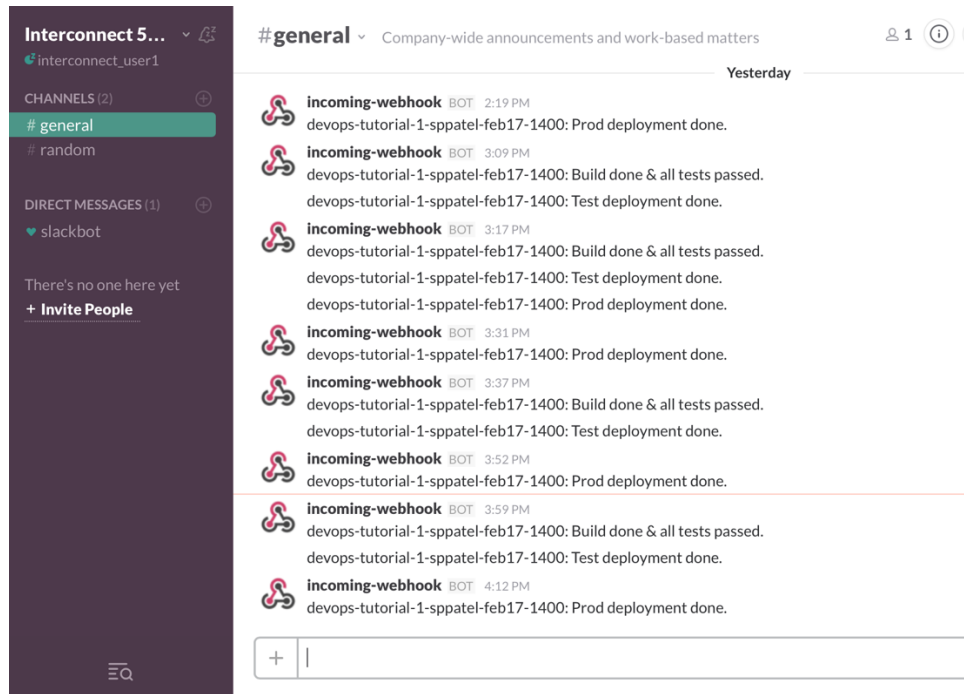 Interconnect 5...
interconnect_user1
CHANNELS (2)
# general
# random
DIRECT MESSAGES (1)
slackbot
There's no one here yet
+ Invite People
#general
Company-wide announcements and work-based matters
1
Yesterday
incoming-webhook BOT 2:19 PM
devops-tutorial-1-sppatel-feb17-1400: Prod deployment done.
incoming-webhook BOT 3:09 PM
devops-tutorial-1-sppatel-feb17-1400: Build done & all tests passed.
devops-tutorial-1-sppatel-feb17-1400: Test deployment done.
incoming-webhook BOT 3:17 PM
devops-tutorial-1-sppatel-feb17-1400: Build done & all tests passed.
devops-tutorial-1-sppatel-feb17-1400: Test deployment done.
devops-tutorial-1-sppatel-feb17-1400: Prod deployment done.
incoming-webhook BOT 3:31 PM
devops-tutorial-1-sppatel-feb17-1400: Prod deployment done.
incoming-webhook BOT 3:37 PM
devops-tutorial-1-sppatel-feb17-1400: Build done & all tests passed.
devops-tutorial-1-sppatel-feb17-1400: Test deployment done.
incoming-webhook BOT 3:52 PM
devops-tutorial-1-sppatel-feb17-1400: Prod deployment done.
incoming-webhook BOT 3:59 PM
devops-tutorial-1-sppatel-feb17-1400: Build done & all tests passed.
devops-tutorial-1-sppatel-feb17-1400: Test deployment done.
incoming-webhook BOT 4:12 PM
devops-tutorial-1-sppatel-feb17-1400: Prod deployment done.